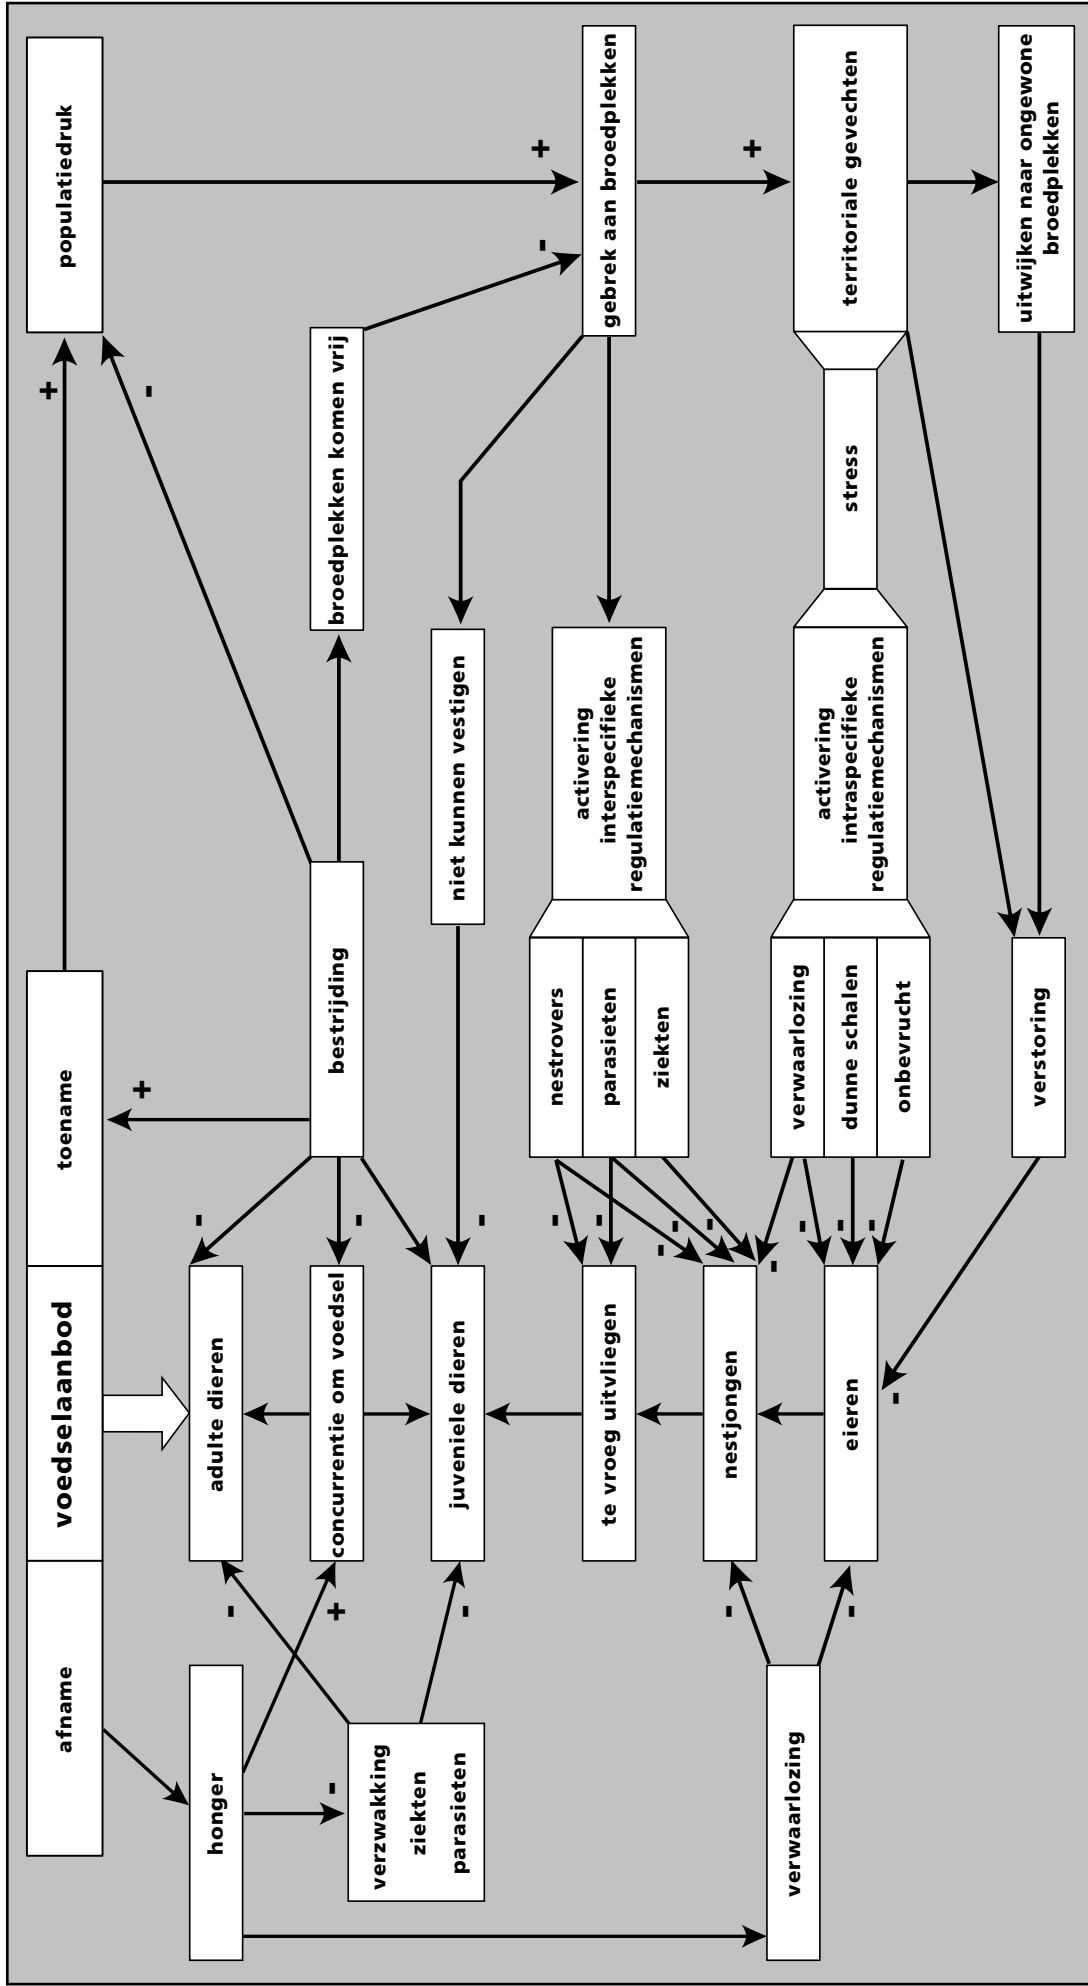 afname
voedselaanbod
toename
populatiedruk
+
-
+
honger
adulte dieren
-
-
verzwakking
ziekten
parasieten
-
+
concurrentie om voedsel
-
bestrijding
broedplekken komen vrij
-
juveniele dieren
-
niet kunnen vestigen
-
+
te vroeg uitvliegen
-
-
nestrovers
parasieten
ziekten
activering
interspecifieke
regulatiemechanismen
gebrek aan broedplekken
-
nestjongen
-
-
-
+
verwaarlozing
-
eieren
-
-
-
verwaarlozing
dunne schalen
onbevrucht
activering
intraspecifieke
regulatiemechanismen
stress
territoriale gevechten
-
verstoring
uitwijken naar ongewone
broedplekken